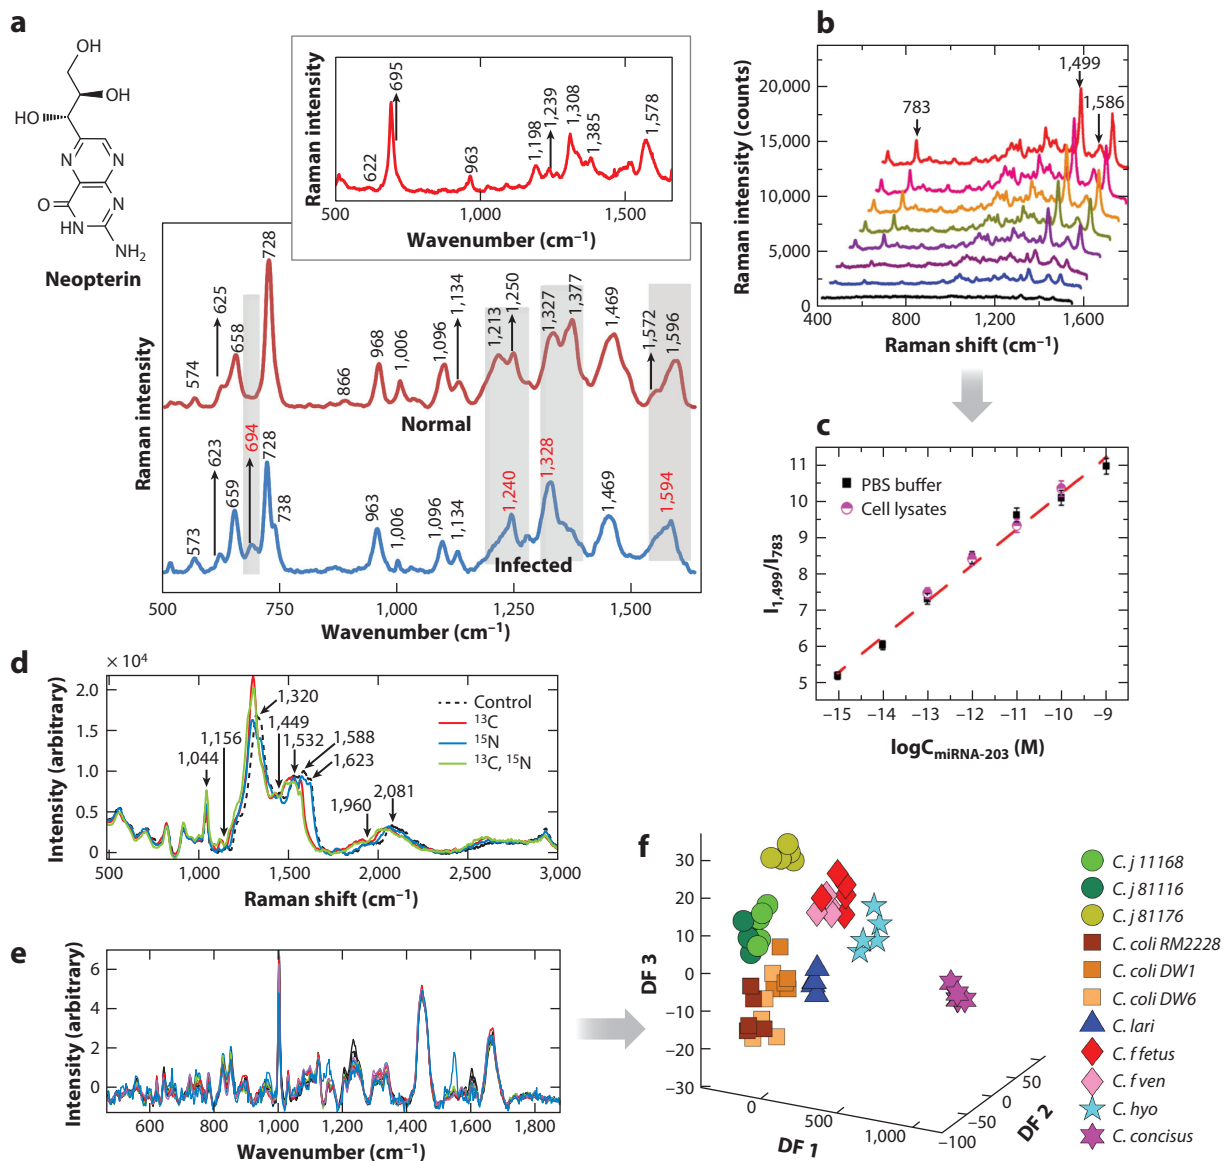 a
OH
OH
HO
N
N
O
N
NH
N
NH₂
Neopterin
Raman intensity
695
622
963
1,198
1,239
1,308
1,385
1,578
500
1,000
1,500
Wavenumber (cm⁻¹)
Raman intensity
574
625
658
728
866
968
1,006
1,096
1,134
1,213
1,250
1,327
1,377
1,469
1,572
1,596
Normal
573
623
659
694
728
738
963
1,006
1,096
1,134
1,240
1,328
1,469
1,594
Infected
500
750
1,000
1,250
1,500
Wavenumber (cm⁻¹)
b
Raman intensity (counts)
20,000
15,000
10,000
5,000
0
783
1,499
1,586
400
800
1,200
1,600
Raman shift (cm⁻¹)
c
I₁,₄₉₉/I₇₈₃
11
10
9
8
7
6
5
PBS buffer
Cell lysates
−15
−14
−13
−12
−11
−10
−9
logC miRNA-203 (M)
d
× 10⁴
Intensity (arbitrary)
2.0
1.5
1.0
0.5
0
1,044
1,156
1,320
1,449
1,532
1,588
1,623
1,960
2,081
Control
¹³C
¹⁵N
¹³C, ¹⁵N
500
1,000
1,500
2,000
2,500
3,000
Raman shift (cm⁻¹)
e
Intensity (arbitrary)
6
4
2
0
600
800
1,000
1,200
1,400
1,600
1,800
Wavenumber (cm⁻¹)
f
DF 3
30
20
10
0
−10
−20
−30
0
500
1,000
DF 1
−100
−50
0
50
DF 2
C. j 11168
C. j 81116
C. j 81176
C. coli RM2228
C. coli DW1
C. coli DW6
C. lari
C. f fetus
C. f ven
C. hyo
C. concisus